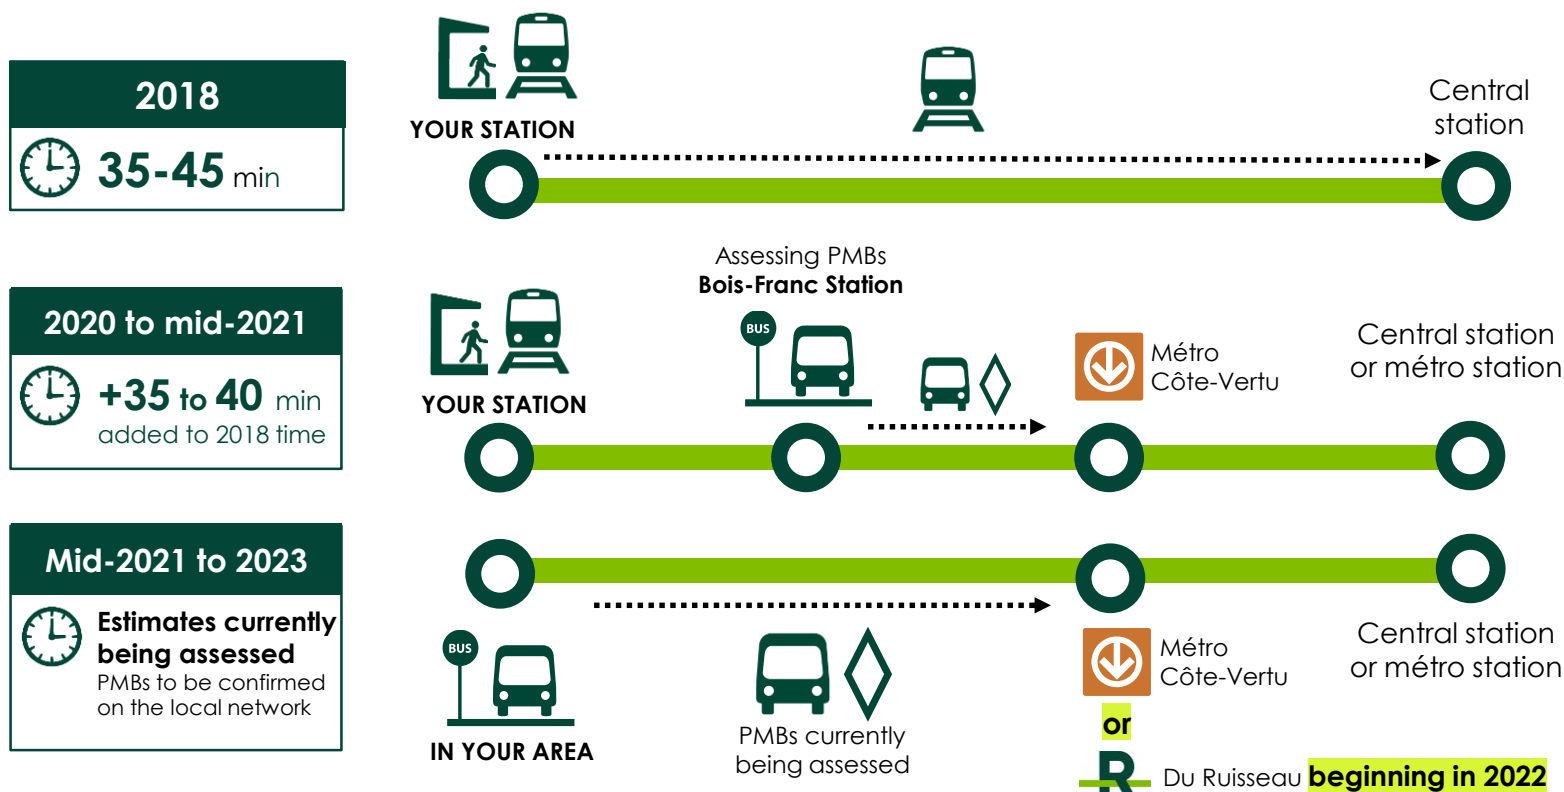 2018
35-45 min
YOUR STATION
Central
station
2020 to mid-2021
+35 to 40 min
added to 2018 time
YOUR STATION
Assessing PMBs
Bois-Franc Station
BUS
Métro
Côte-Vertu
Central station
or métro station
Mid-2021 to 2023
Estimates currently
being assessed
PMBs to be confirmed
on the local network
BUS
IN YOUR AREA
PMBs currently
being assessed
Métro
Côte-Vertu
or
R Du Ruisseau beginning in 2022
Central station
or métro station